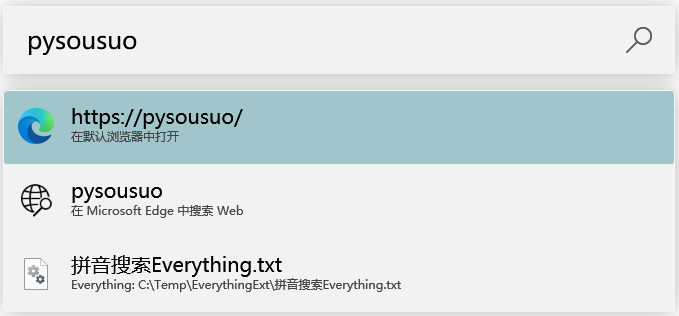 pysousuo
https://pysousuo/
在默认浏览器中打开
pysousuo
在 Microsoft Edge 中搜索 Web
拼音搜索Everything.txt
Everything: C:\Temp\EverythingExt\拼音搜索Everything.txt